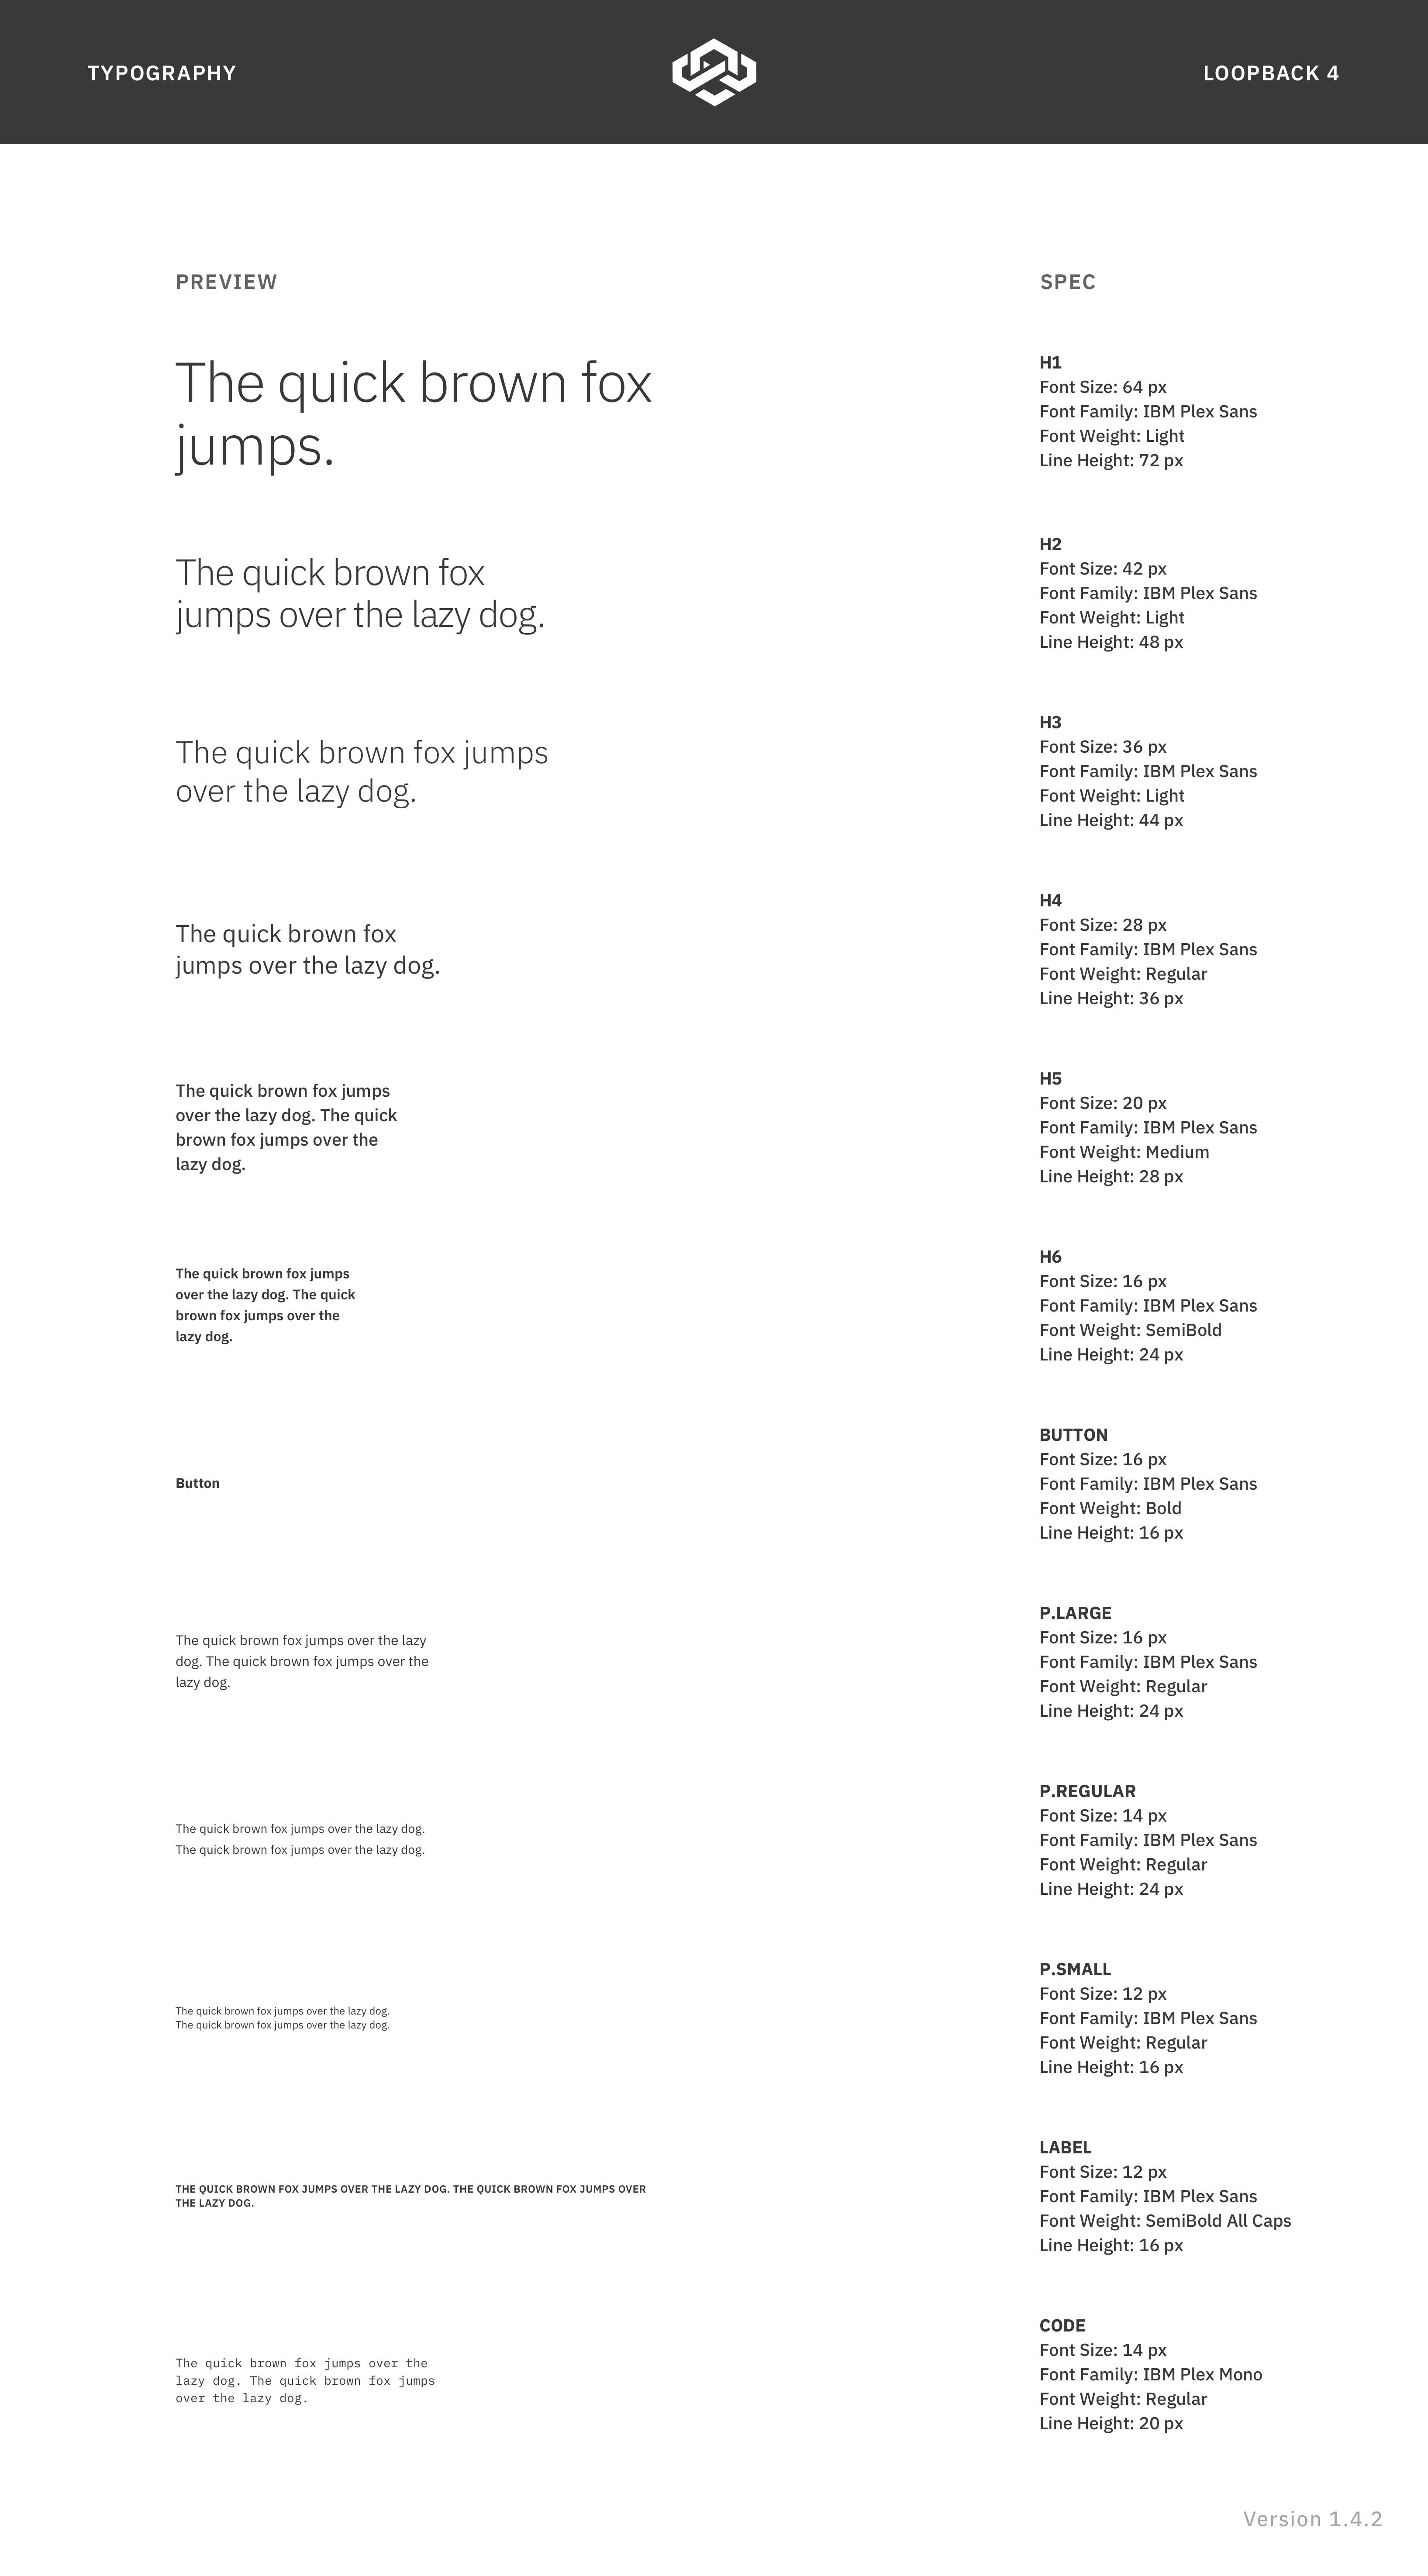 TYPOGRAPHY
LOOPBACK 4
PREVIEW
SPEC
The quick brown fox
jumps.
H1
Font Size: 64 px
Font Family: IBM Plex Sans
Font Weight: Light
Line Height: 72 px
The quick brown fox
jumps over the lazy dog.
H2
Font Size: 42 px
Font Family: IBM Plex Sans
Font Weight: Light
Line Height: 48 px
The quick brown fox jumps
over the lazy dog.
H3
Font Size: 36 px
Font Family: IBM Plex Sans
Font Weight: Light
Line Height: 44 px
The quick brown fox
jumps over the lazy dog.
H4
Font Size: 28 px
Font Family: IBM Plex Sans
Font Weight: Regular
Line Height: 36 px
The quick brown fox jumps
over the lazy dog. The quick
brown fox jumps over the
lazy dog.
H5
Font Size: 20 px
Font Family: IBM Plex Sans
Font Weight: Medium
Line Height: 28 px
The quick brown fox jumps
over the lazy dog. The quick
brown fox jumps over the
lazy dog.
H6
Font Size: 16 px
Font Family: IBM Plex Sans
Font Weight: SemiBold
Line Height: 24 px
Button
BUTTON
Font Size: 16 px
Font Family: IBM Plex Sans
Font Weight: Bold
Line Height: 16 px
The quick brown fox jumps over the lazy
dog. The quick brown fox jumps over the
lazy dog.
P.LARGE
Font Size: 16 px
Font Family: IBM Plex Sans
Font Weight: Regular
Line Height: 24 px
The quick brown fox jumps over the lazy dog.
The quick brown fox jumps over the lazy dog.
P.REGULAR
Font Size: 14 px
Font Family: IBM Plex Sans
Font Weight: Regular
Line Height: 24 px
The quick brown fox jumps over the lazy dog.
The quick brown fox jumps over the lazy dog.
P.SMALL
Font Size: 12 px
Font Family: IBM Plex Sans
Font Weight: Regular
Line Height: 16 px
THE QUICK BROWN FOX JUMPS OVER THE LAZY DOG. THE QUICK BROWN FOX JUMPS OVER
THE LAZY DOG.
LABEL
Font Size: 12 px
Font Family: IBM Plex Sans
Font Weight: SemiBold All Caps
Line Height: 16 px
The quick brown fox jumps over the
lazy dog. The quick brown fox jumps
over the lazy dog.
CODE
Font Size: 14 px
Font Family: IBM Plex Mono
Font Weight: Regular
Line Height: 20 px
Version 1.4.2